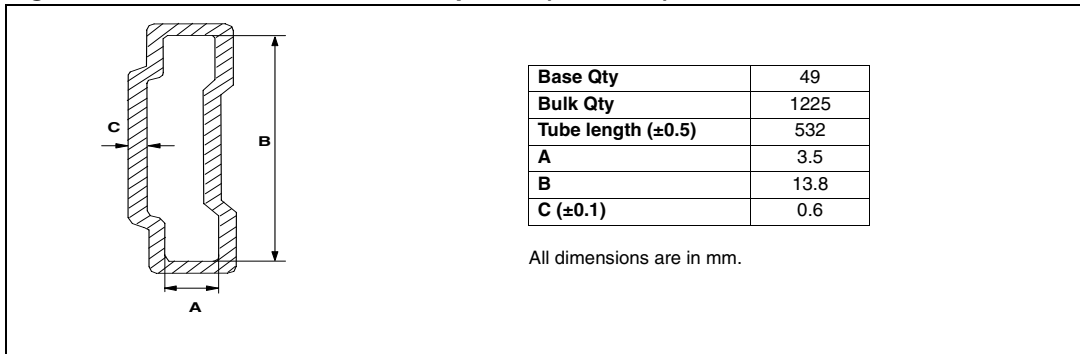 C
B
A
Base Qty 49
Bulk Qty 1225
Tube length (±0.5) 532
A 3.5
B 13.8
C (±0.1) 0.6
All dimensions are in mm.